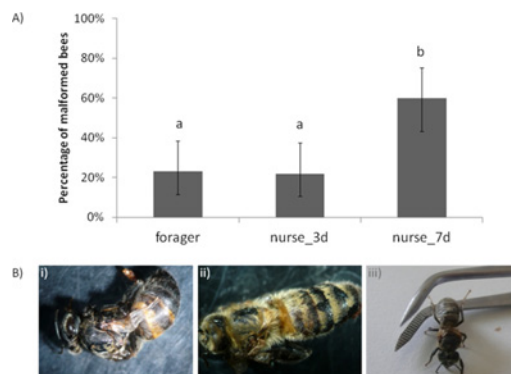 A)
Percentage of malformed bees
100%
80%
60%
40%
20%
0%
a
a
b
forager
nurse_3d
nurse_7d
B)
i)
ii)
iii)